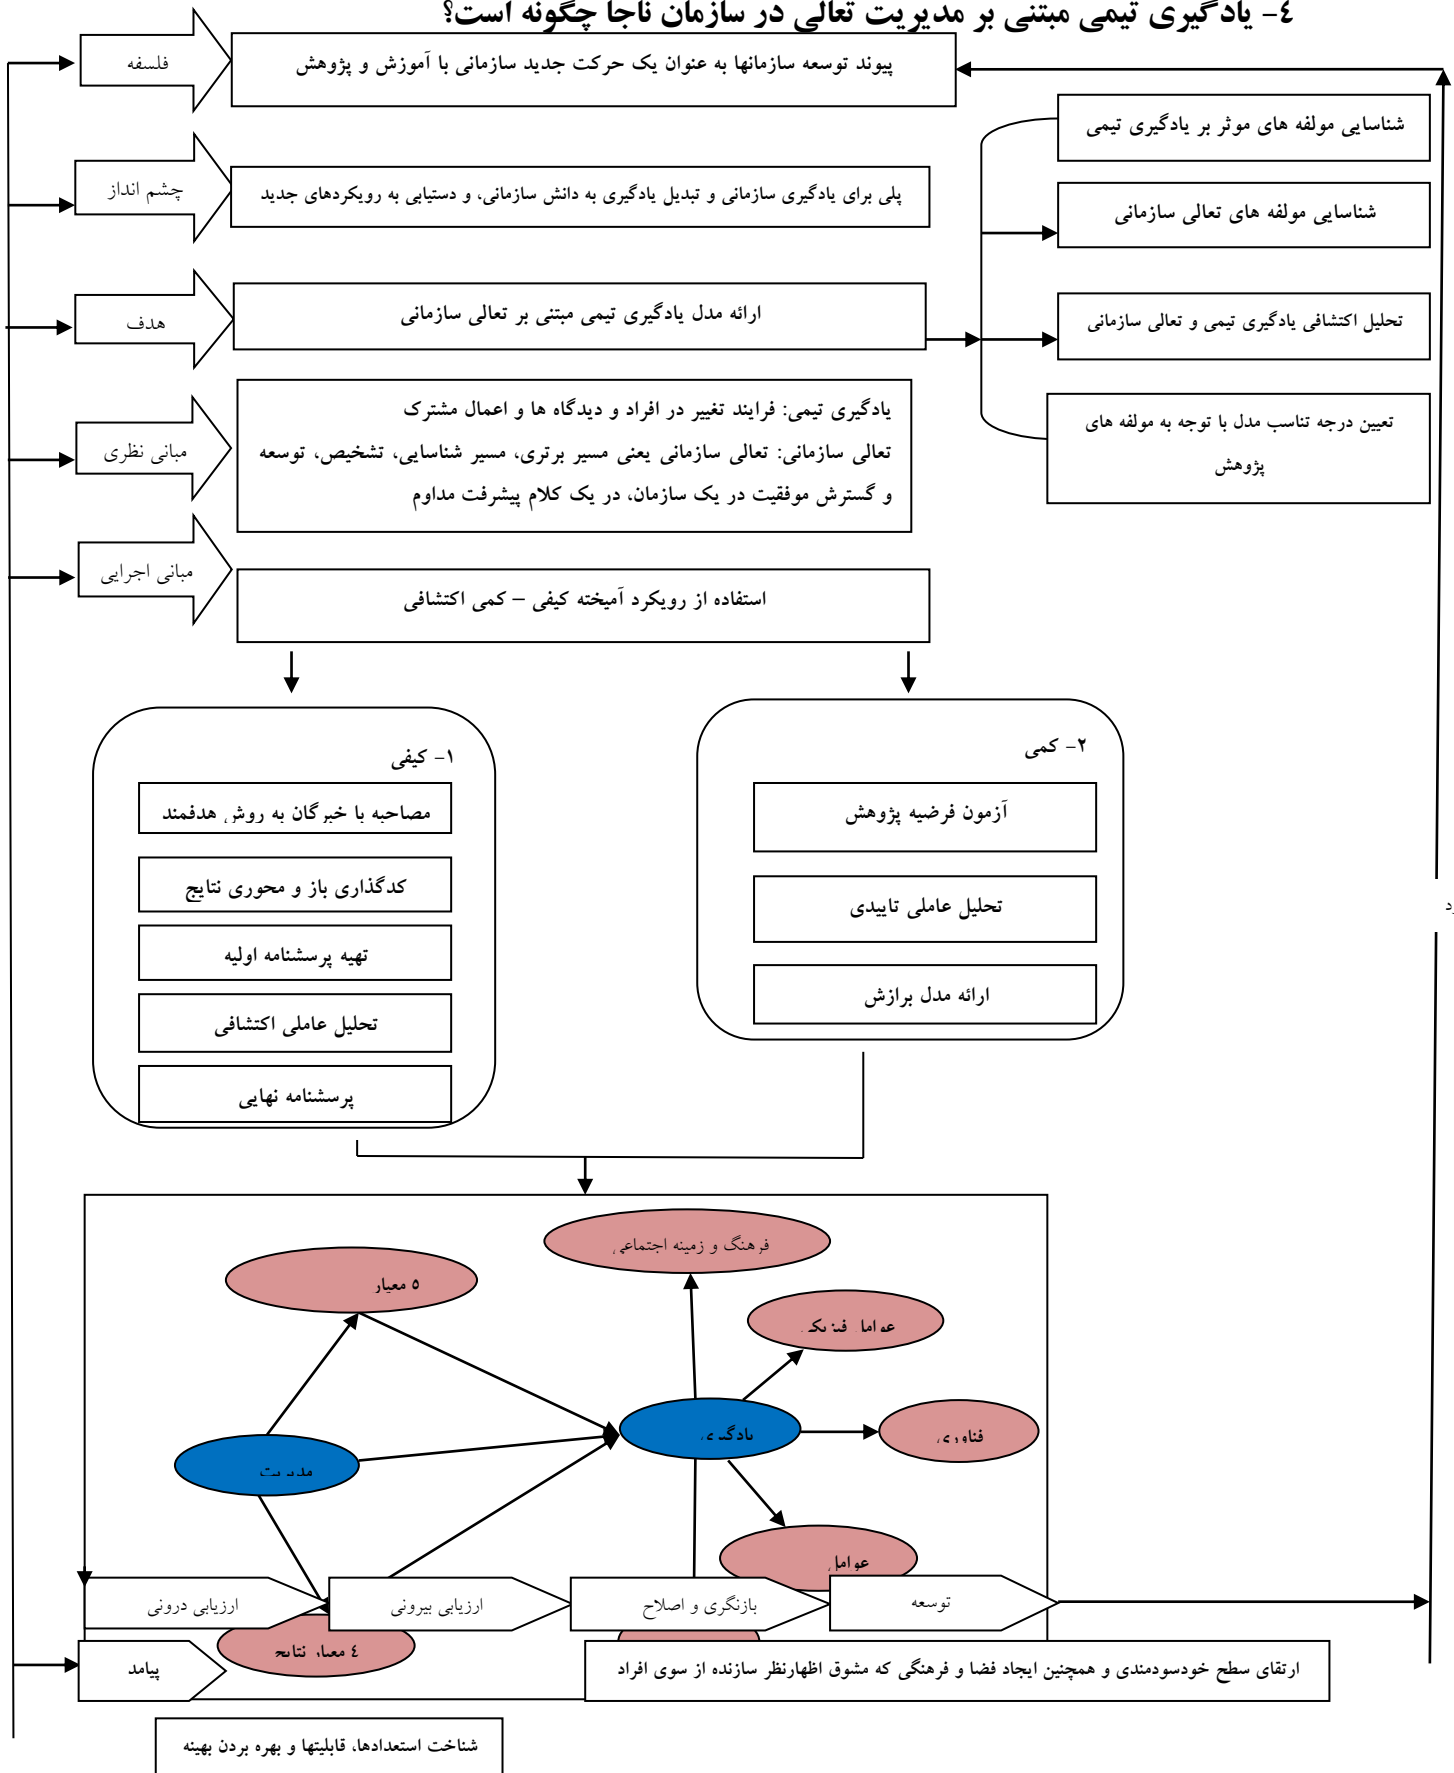 ٤- یادگیری تیمی مبتنی بر مدیریت تعالی در سازمان ناجا چگونه است؟
فلسفه
پیوند توسعه سازمانها به عنوان یک حرکت جدید سازمانی با آموزش و پژوهش
چشم انداز
پلی برای یادگیری سازمانی و تبدیل یادگیری به دانش سازمانی، و دستیابی به رویکردهای جدید
هدف
ارائه مدل یادگیری تیمی مبتنی بر تعالی سازمانی
شناسایی مولفه های موثر بر یادگیری تیمی
شناسایی مولفه های تعالی سازمانی
تحلیل اکتشافی یادگیری تیمی و تعالی سازمانی
تعیین درجه تناسب مدل با توجه به مولفه های
پژوهش
مبانی نظری
یادگیری تیمی: فرایند تغییر در افراد و دیدگاه ها و اعمال مشترک
تعالی سازمانی: تعالی سازمانی یعنی مسیر برتری، مسیر شناسایی، تشخیص، توسعه
و گسترش موفقیت در یک سازمان، در یک کلام پیشرفت مداوم
مبانی اجرایی
استفاده از رویکرد آمیخته کیفی – کمی اکتشافی
۱- کیفی
مصاحبه با خبرگان به روش هدفمند
کدگذاری باز و محوری نتایج
تهیه پرسشنامه اولیه
تحلیل عاملی اکتشافی
پرسشنامه نهایی
۲- کمی
آزمون فرضیه پژوهش
تحلیل عاملی تاییدی
ارائه مدل برازش
فرهنگ و زمینه اجتماعی
٥ معیار
عوامل فیزیکی
یادگیری
فناوری
مدیریت
عوامل
٤ معیار نتایج
ارزیابی درونی
ارزیابی بیرونی
بازنگری و اصلاح
توسعه
پیامد
ارتقای سطح خودسودمندی و همچنین ایجاد فضا و فرهنگی که مشوق اظهارنظر سازنده از سوی افراد
شناخت استعدادها، قابلیتها و بهره بردن بهینه